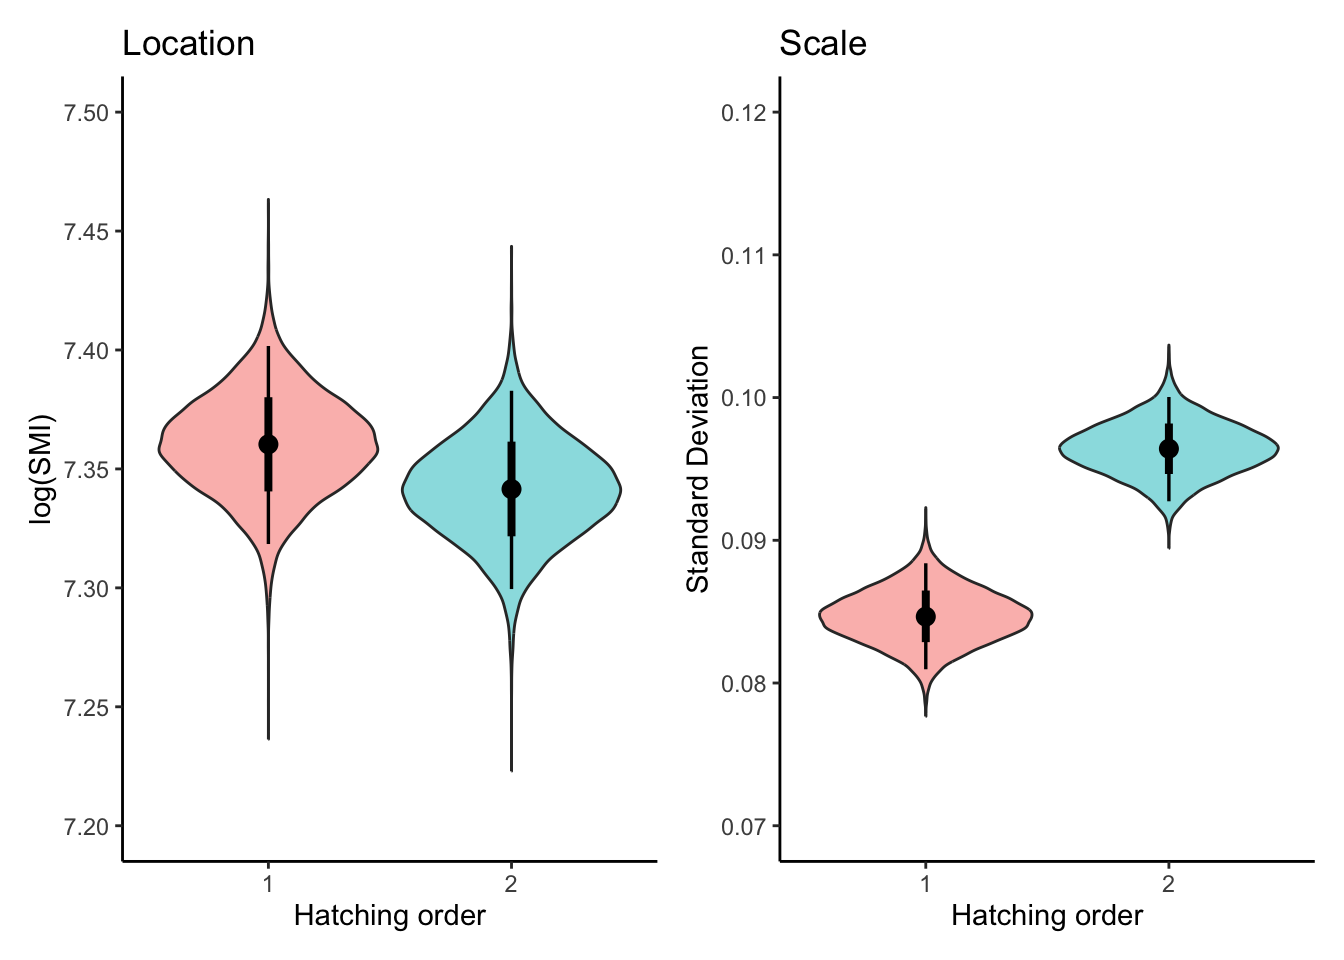 Location
log(SMI)
7.50
7.45
7.40
7.35
7.30
7.25
7.20
1
2
Hatching order
Scale
Standard Deviation
0.12
0.11
0.10
0.09
0.08
0.07
1
2
Hatching order